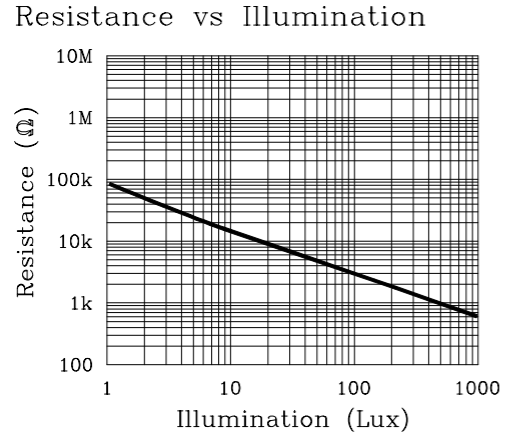 Resistance vs Illumination
10M
1M
100k
10k
1k
100
Resistance (Ω)
1 10 100 1000
Illumination (Lux)